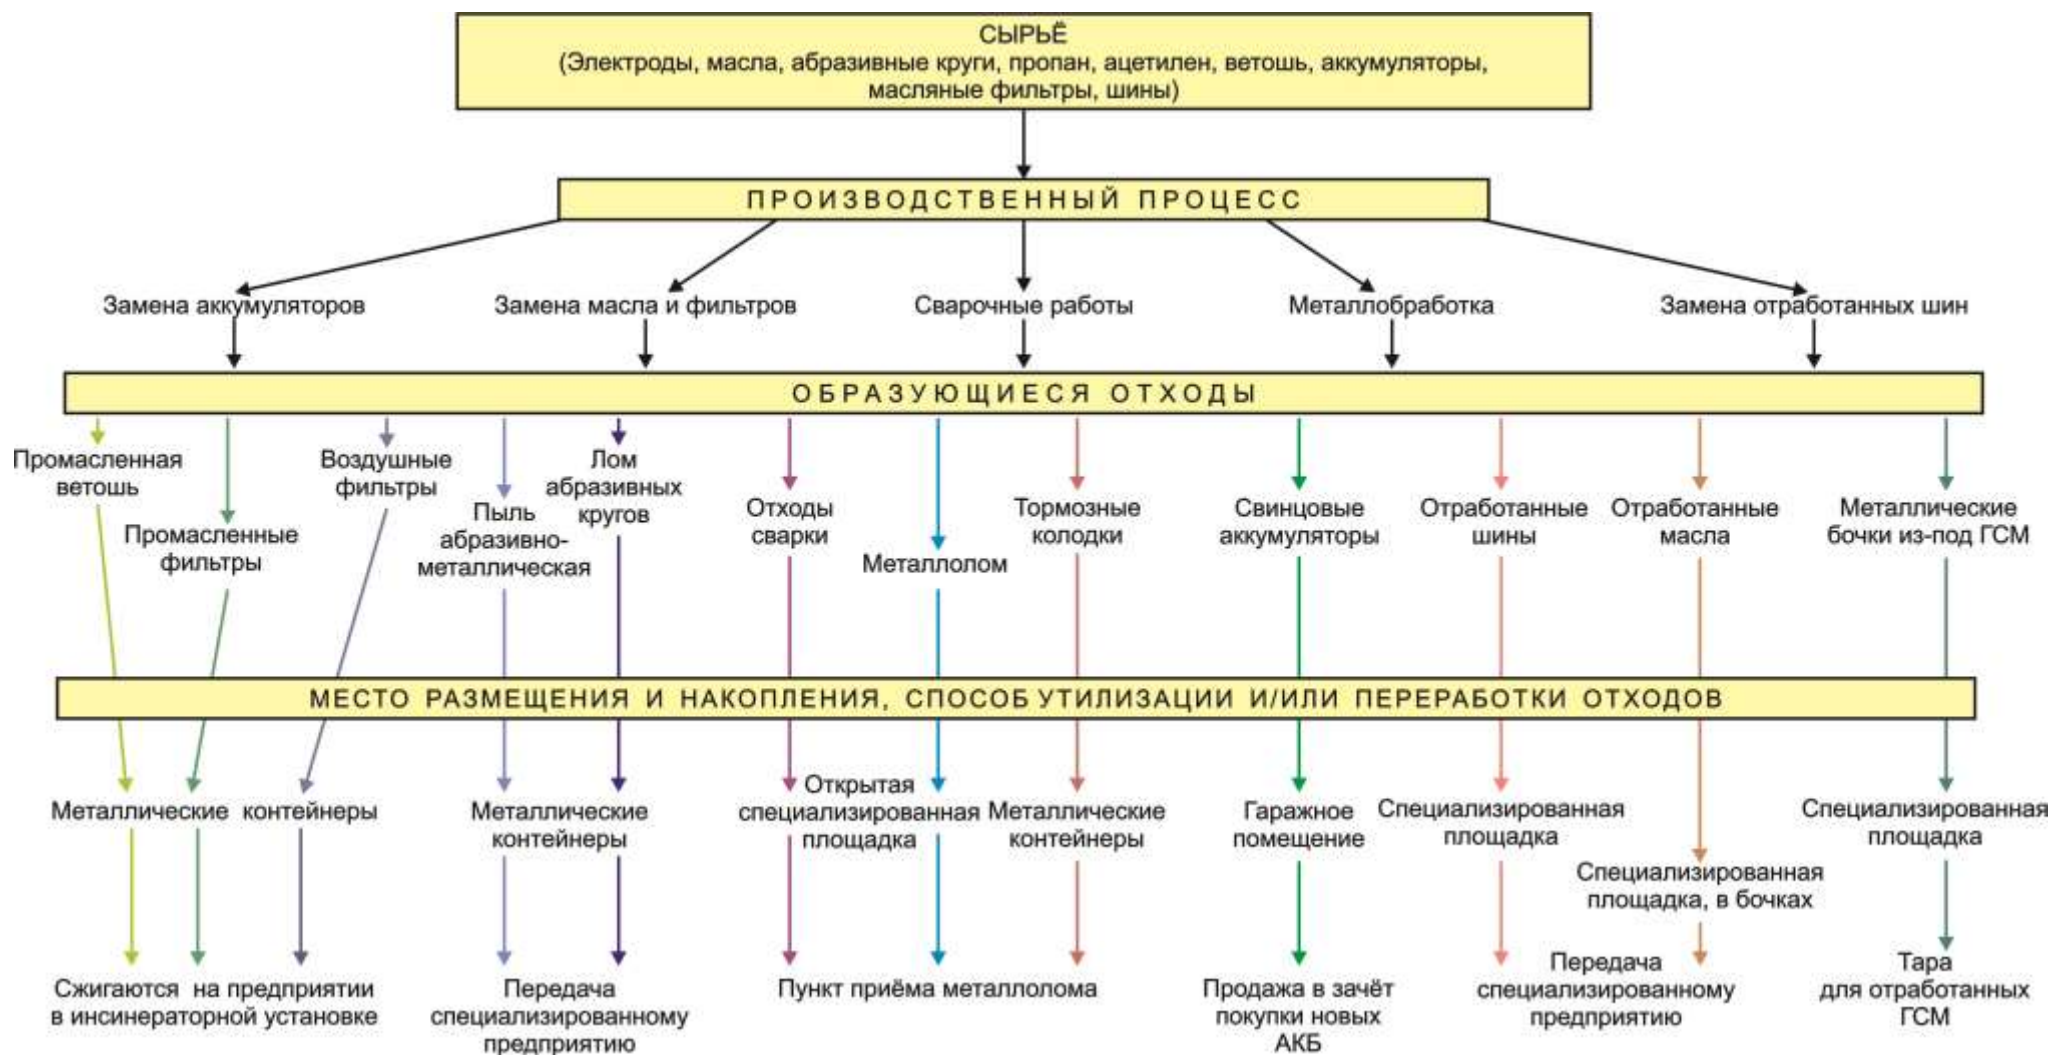 СЫРЬЁ
(Электроды, масла, абразивные круги, пропан, ацетилен, ветошь, аккумуляторы,
масляные фильтры, шины)
ПРОИЗВОДСТВЕННЫЙ ПРОЦЕСС
Замена аккумуляторов
Замена масла и фильтров
Сварочные работы
Металлобработка
Замена отработанных шин
ОБРАЗУЮЩИЕСЯ ОТХОДЫ
Промасленная
ветошь
Промасленные
фильтры
Воздушные
фильтры
Пыль
абразивно-
металлическая
Лом
абразивных
кругов
Отходы
сварки
Металлолом
Тормозные
колодки
Свинцовые
аккумуляторы
Отработанные
шины
Отработанные
масла
Металлические
бочки из-под ГСМ
МЕСТО РАЗМЕЩЕНИЯ И НАКОПЛЕНИЯ, СПОСОБ УТИЛИЗАЦИИ И/ИЛИ ПЕРЕРАБОТКИ ОТХОДОВ
Металлические контейнеры
Металлические
контейнеры
Открытая
специализированная
площадка
Металлические
контейнеры
Гаражное
помещение
Специализированная
площадка
Специализированная
площадка, в бочках
Специализированная
площадка
Сжигаются на предприятии
в инсинераторной установке
Передача
специализированному
предприятию
Пункт приёма металлолома
Продажа в зачёт
покупки новых
АКБ
Передача
специализированному
предприятию
Тара
для отработанных
ГСМ